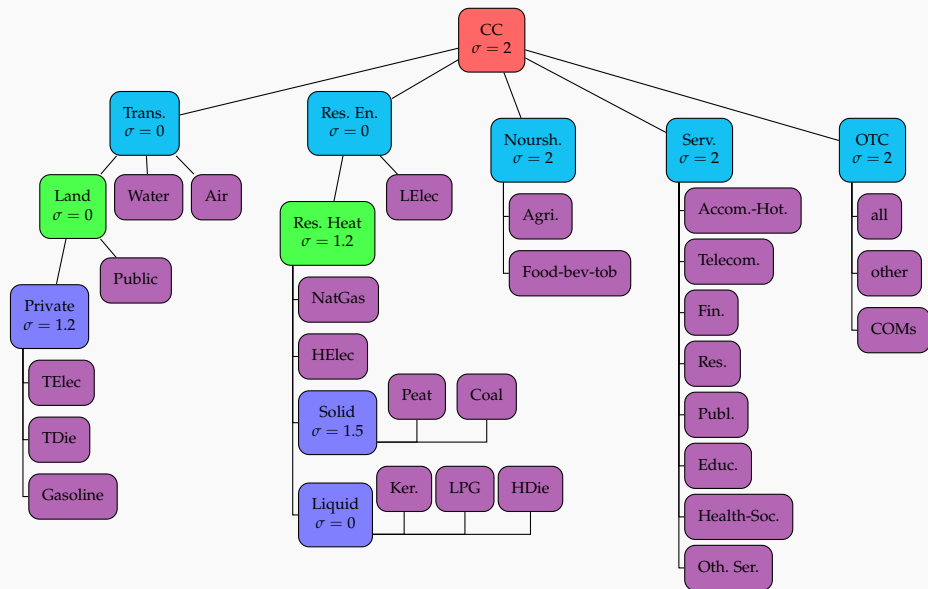 CC
σ = 2
Trans.
σ = 0
Res. En.
σ = 0
Noursh.
σ = 2
Serv.
σ = 2
OTC
σ = 2
Land
σ = 0
Water
Air
Public
Private
σ = 1.2
TElec
TDie
Gasoline
LElec
Res. Heat
σ = 1.2
NatGas
HElec
Solid
σ = 1.5
Peat
Coal
Liquid
σ = 0
Ker.
LPG
HDie
Agri.
Food-bev-tob
Accom.-Hot.
Telecom.
Fin.
Res.
Publ.
Educ.
Health-Soc.
Oth. Ser.
all
other
COMs